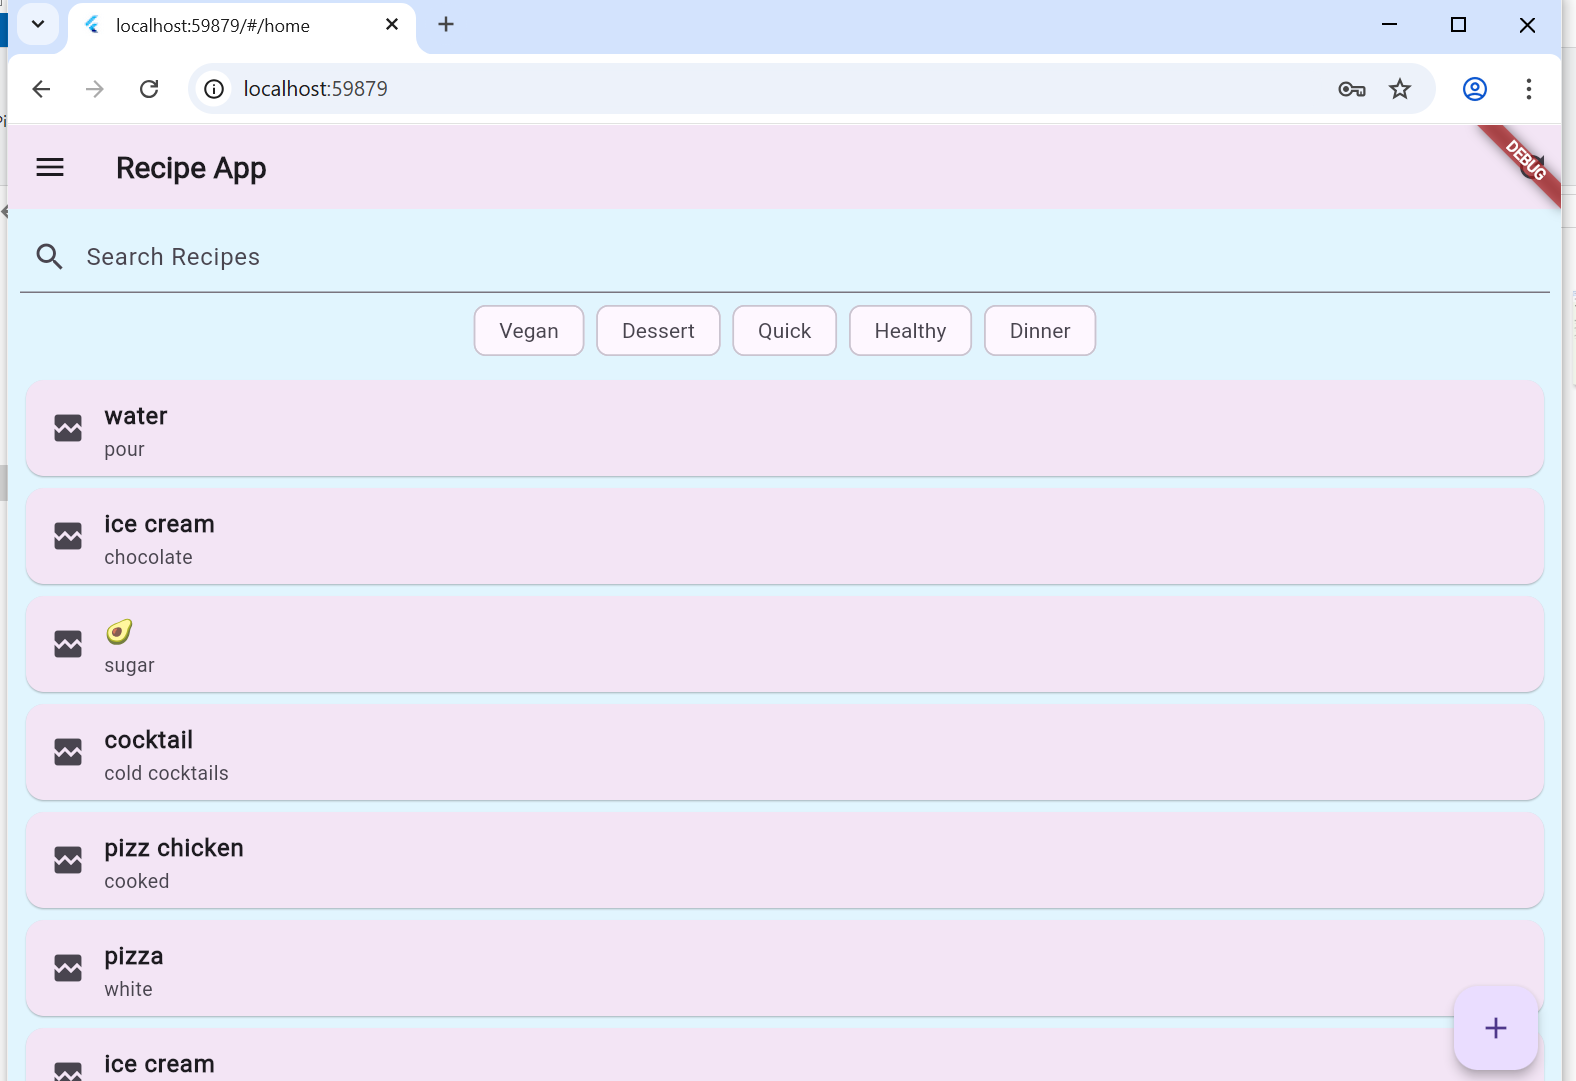 localhost:59879/#/home
localhost:59879
Recipe App
DEBUG
Search Recipes
Vegan
Dessert
Quick
Healthy
Dinner
water
pour
ice cream
chocolate
🥑
sugar
cocktail
cold cocktails
pizz chicken
cooked
pizza
white
ice cream